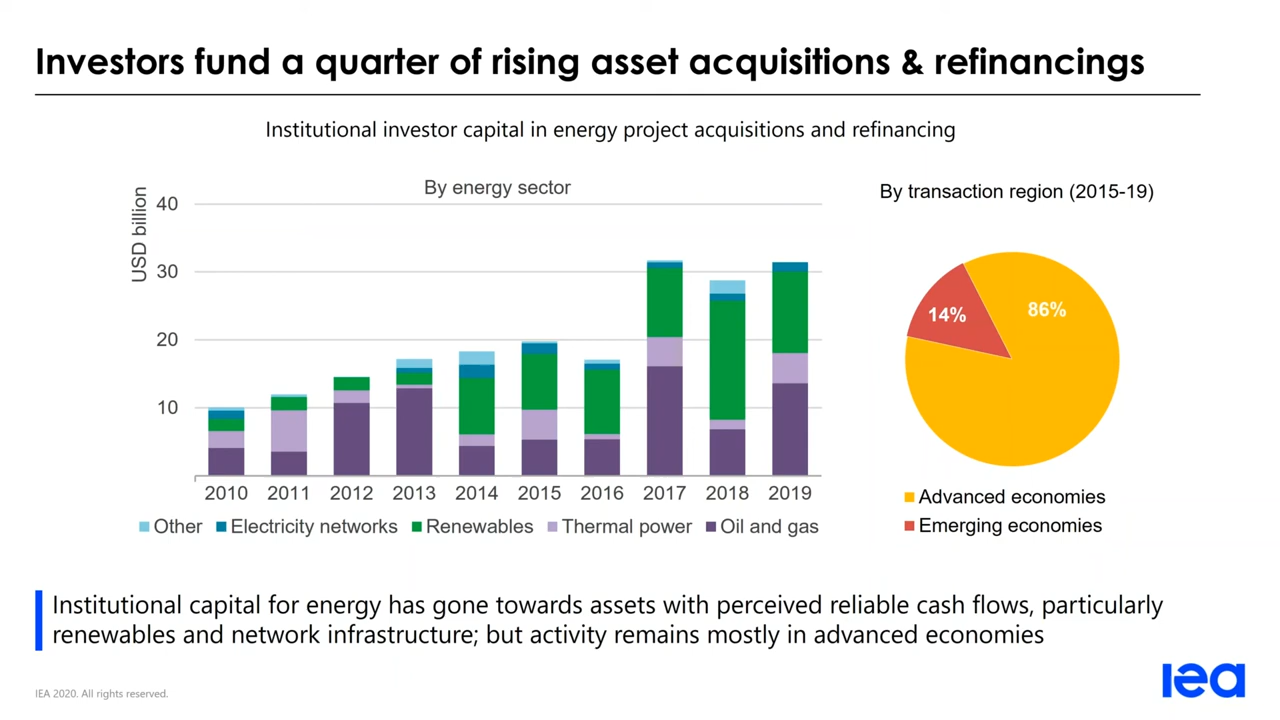 Investors fund a quarter of rising asset acquisitions & refinancings
Institutional investor capital in energy project acquisitions and refinancing
By energy sector
By transaction region (2015-19)
USD billion
40
30
20
10
2010 2011 2012 2013 2014 2015 2016 2017 2018 2019
Other Electricity networks Renewables Thermal power Oil and gas
14%
86%
Advanced economies
Emerging economies
Institutional capital for energy has gone towards assets with perceived reliable cash flows, particularly
renewables and network infrastructure; but activity remains mostly in advanced economies
IEA 2020. All rights reserved.
iea